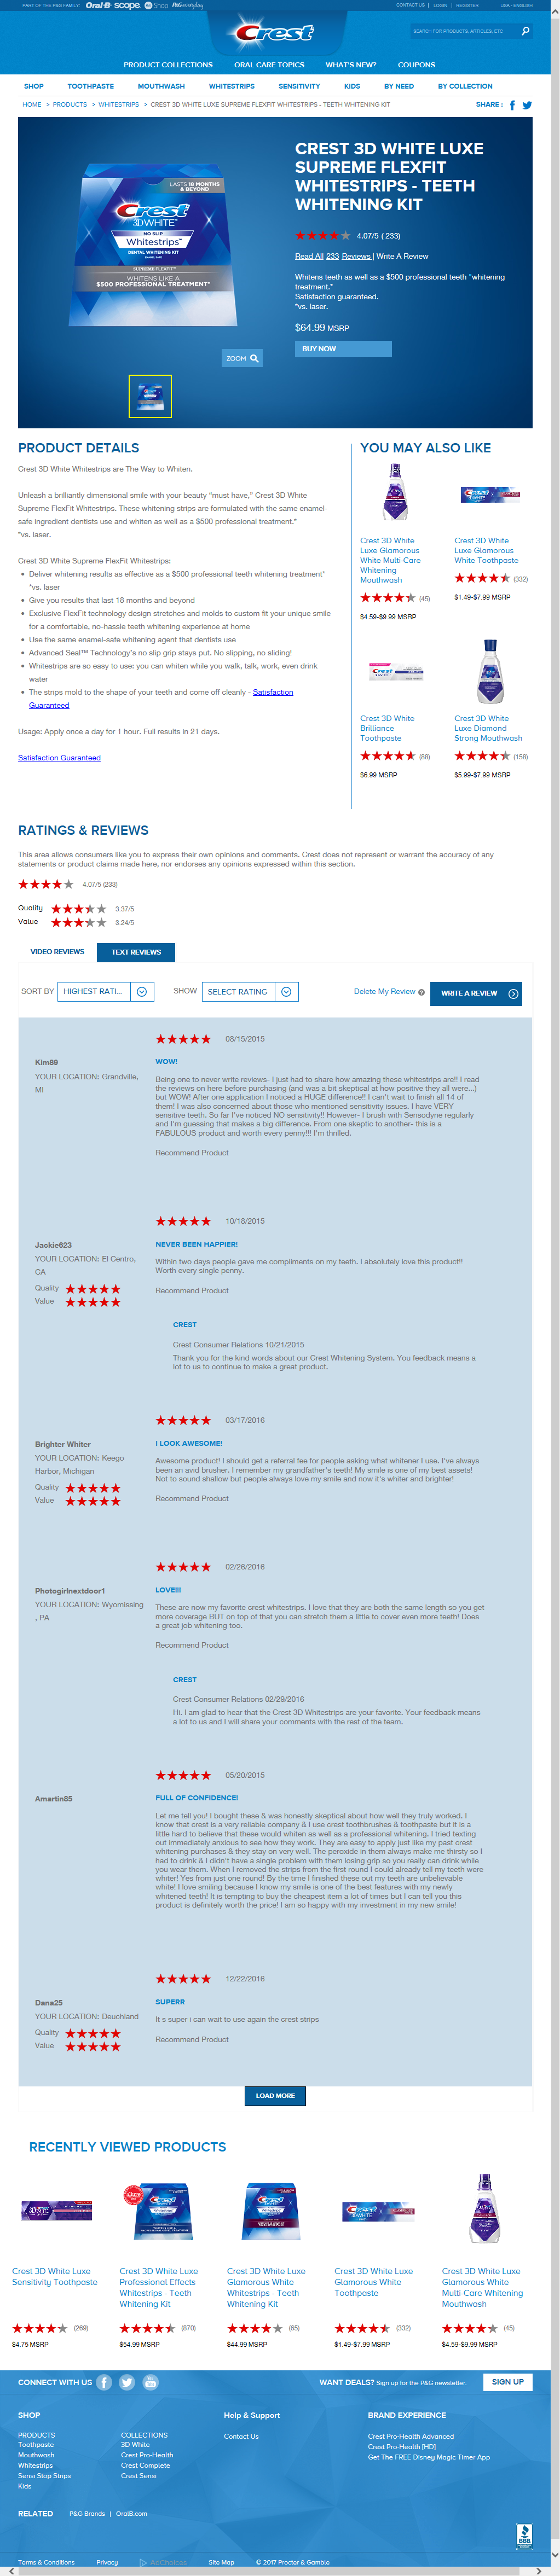 PART OF THE P&G FAMILY: Oral-B scope Shop P&G everyday CONTACT US | LOGIN | REGISTER USA - ENGLISH
Crest
SEARCH FOR PRODUCTS, ARTICLES, ETC
PRODUCT COLLECTIONS ORAL CARE TOPICS WHAT'S NEW? COUPONS
SHOP TOOTHPASTE MOUTHWASH WHITESTRIPS SENSITIVITY KIDS BY NEED BY COLLECTION
HOME > PRODUCTS > WHITESTRIPS > CREST 3D WHITE LUXE SUPREME FLEXFIT WHITESTRIPS - TEETH WHITENING KIT SHARE :
LASTS 18 MONTHS
& BEYOND
Crest
3D WHITE
NO SLIP
Whitestrips
DENTAL WHITENING KIT
SUPREME FLEXFIT
WHITENS LIKE A
$500 PROFESSIONAL TREATMENT*
ZOOM
CREST 3D WHITE LUXE
SUPREME FLEXFIT
WHITESTRIPS - TEETH
WHITENING KIT
4.07/5 ( 233)
Read All 233 Reviews | Write A Review
Whitens teeth as well as a $500 professional teeth "whitening
treatment."
Satisfaction guaranteed.
*vs. laser.
$64.99 MSRP
BUY NOW
PRODUCT DETAILS
Crest 3D White Whitestrips are The Way to Whiten.
Unleash a brilliantly dimensional smile with your beauty "must have," Crest 3D White
Supreme FlexFit Whitestrips. These whitening strips are formulated with the same enamel-
safe ingredient dentists use and whiten as well as a $500 professional treatment.*
*vs. laser.
Crest 3D White Supreme FlexFit Whitestrips:
• Deliver whitening results as effective as a $500 professional teeth whitening treatment*
*vs. laser
• Give you results that last 18 months and beyond
• Exclusive FlexFit technology design stretches and molds to custom fit your unique smile
for a comfortable, no-hassle teeth whitening experience at home
• Use the same enamel-safe whitening agent that dentists use
• Advanced Seal™ Technology's no slip grip stays put. No slipping, no sliding!
• Whitestrips are so easy to use: you can whiten while you walk, talk, work, even drink
water
• The strips mold to the shape of your teeth and come off cleanly - Satisfaction
Guaranteed
Usage: Apply once a day for 1 hour. Full results in 21 days.
Satisfaction Guaranteed
YOU MAY ALSO LIKE
Crest 3D White
Luxe Glamorous
White Multi-Care
Whitening
Mouthwash
(45)
$4.59-$9.99 MSRP
Crest 3D White
Luxe Glamorous
White Toothpaste
(332)
$1.49-$7.99 MSRP
Crest 3D White
Brilliance
Toothpaste
(88)
$6.99 MSRP
Crest 3D White
Luxe Diamond
Strong Mouthwash
(158)
$5.99-$7.99 MSRP
RATINGS & REVIEWS
This area allows consumers like you to express their own opinions and comments. Crest does not represent or warrant the accuracy of any
statements or product claims made here, nor endorses any opinions expressed within this section.
4.07/5 (233)
Quality 3.37/5
Value 3.24/5
VIDEO REVIEWS TEXT REVIEWS
SORT BY HIGHEST RATI... SHOW SELECT RATING Delete My Review WRITE A REVIEW
08/15/2015
Kim89
YOUR LOCATION: Grandville,
MI
WOW!
Being one to never write reviews- I just had to share how amazing these whitestrips are!! I read
the reviews on here before purchasing (and was a bit skeptical at how positive they all were...)
but WOW! After one application I noticed a HUGE difference!! I can't wait to finish all 14 of
them! I was also concerned about those who mentioned sensitivity issues. I have VERY
sensitive teeth. So far I've noticed NO sensitivity!! However- I brush with Sensodyne regularly
and I'm guessing that makes a difference. From one skeptic to another- this is a
FABULOUS product and worth every penny!!! I'm thrilled.
Recommend Product
10/18/2015
Jackie623
YOUR LOCATION: El Centro,
CA
Quality
Value
NEVER BEEN HAPPIER!
Within two days people gave me compliments on my teeth. I absolutely love this product!!
Worth every single penny.
Recommend Product
CREST
Crest Consumer Relations 10/21/2015
Thank you for the kind words about our Crest Whitening System. You feedback means a
lot to us to continue to make a great product.
03/17/2016
Brighter Whiter
YOUR LOCATION: Keego
Harbor, Michigan
Quality
Value
I LOOK AWESOME!
Awesome product! I should get a referral fee for people asking what whitener I use. I've always
been an avid brusher. I remember my grandfather's teeth! My smile is one of my best assets!
Not to sound shallow but people always love my smile and now it's whiter and brighter!
Recommend Product
02/26/2016
Photogirlnextdoor1
YOUR LOCATION: Wyomissing
, PA
LOVE!!!
These are now my favorite crest whitestrips. I love that they are both the same length so you get
more coverage BUT on top of that you can stretch them a little to cover even more teeth! Does
a great job whitening too.
Recommend Product
CREST
Crest Consumer Relations 02/29/2016
Hi. I am glad to hear that the Crest 3D Whitestrips are your favorite. Your feedback means
a lot to us and I will share your comments with the rest of the team.
05/20/2015
Amartin85
FULL OF CONFIDENCE!
Let me tell you! I bought these & was honestly skeptical about how well they truly worked. I
know that crest is a very reliable company & I use crest toothbrushes & toothpaste but it is a
little hard to believe that these would whiten as well as a professional whitening. I tried texting
out immediately anxious to see how they work. They are easy to apply just like my past crest
whitening purchases & they stay on very well. The peroxide in them always make me thirsty so I
had to drink & I didn't have a single problem with them losing grip so you really can drink while
you wear them. When I removed the strips from the first round I could already tell my teeth were
whiter! Yes from just one round! By the time I finished these out my teeth are unbelievable
white! I love smiling because I know my smile is one of the best features with my newly
whitened teeth! It is tempting to buy the cheapest item a lot of times but I can tell you this
product is definitely worth the price! I am so happy with my investment in my new smile!
12/22/2016
Dana25
YOUR LOCATION: Deuchland
Quality
Value
SUPERR
It s super i can wait to use again the crest strips
Recommend Product
LOAD MORE
RECENTLY VIEWED PRODUCTS
Crest 3D White Luxe
Sensitivity Toothpaste
(269)
$4.75 MSRP
Crest 3D White Luxe
Professional Effects
Whitestrips - Teeth
Whitening Kit
(870)
$54.99 MSRP
Crest 3D White Luxe
Glamorous White
Whitestrips - Teeth
Whitening Kit
(65)
$44.99 MSRP
Crest 3D White Luxe
Glamorous White
Toothpaste
(332)
$1.49-$7.99 MSRP
Crest 3D White Luxe
Glamorous White
Multi-Care Whitening
Mouthwash
(45)
$4.59-$9.99 MSRP
CONNECT WITH US WANT DEALS? Sign up for the P&G newsletter. SIGN UP
SHOP
PRODUCTS
Toothpaste
Mouthwash
Whitestrips
Sensi Stop Strips
Kids
COLLECTIONS
3D White
Crest Pro-Health
Crest Complete
Crest Sensi
Help & Support
Contact Us
BRAND EXPERIENCE
Crest Pro-Health Advanced
Crest Pro-Health [HD]
Get The FREE Disney Magic Timer App
RELATED P&G Brands | OralB.com
BBB
Terms & Conditions Privacy AdChoices Site Map © 2017 Procter & Gamble